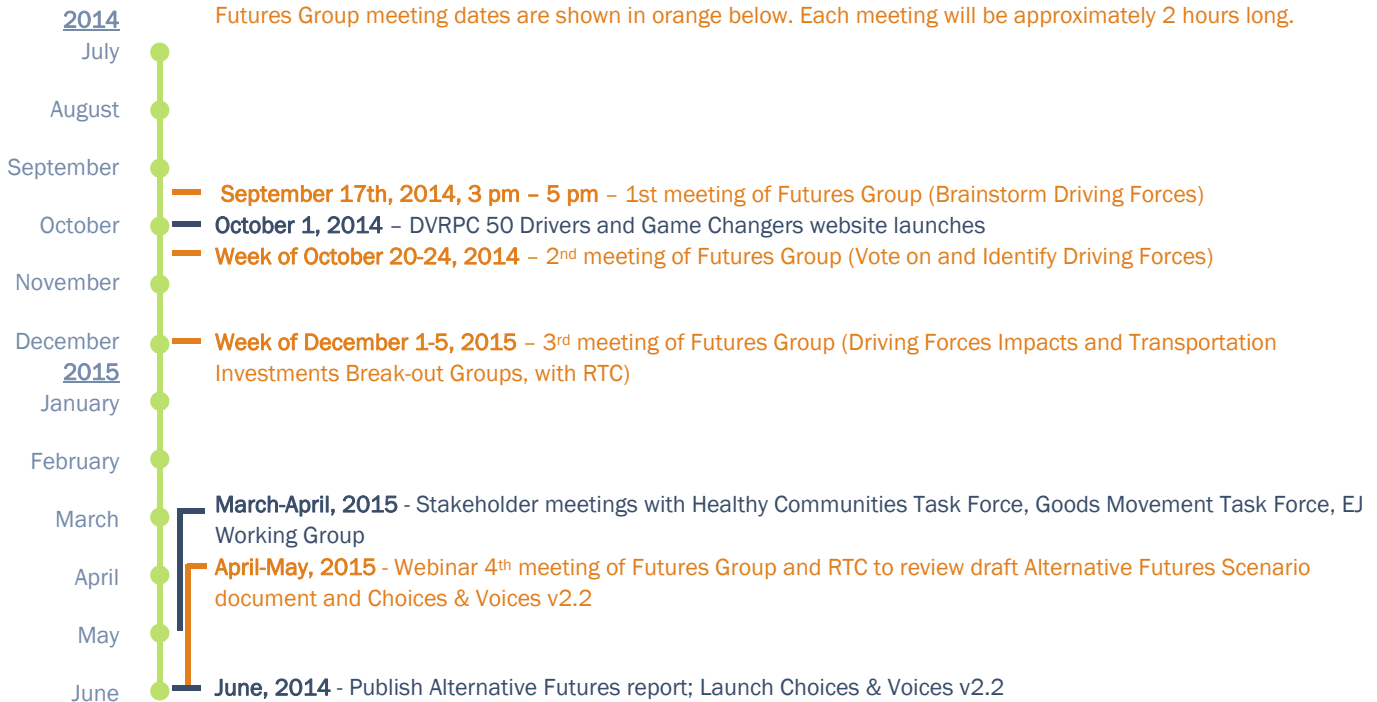 2014
Futures Group meeting dates are shown in orange below. Each meeting will be approximately 2 hours long.
July
August
September
September 17th, 2014, 3 pm – 5 pm – 1st meeting of Futures Group (Brainstorm Driving Forces)
October
October 1, 2014 – DVRPC 50 Drivers and Game Changers website launches
Week of October 20-24, 2014 – 2nd meeting of Futures Group (Vote on and Identify Driving Forces)
November
December
Week of December 1-5, 2015 – 3rd meeting of Futures Group (Driving Forces Impacts and Transportation
Investments Break-out Groups, with RTC)
2015
January
February
March
March-April, 2015 - Stakeholder meetings with Healthy Communities Task Force, Goods Movement Task Force, EJ
Working Group
April
April-May, 2015 - Webinar 4th meeting of Futures Group and RTC to review draft Alternative Futures Scenario
document and Choices & Voices v2.2
May
June
June, 2014 - Publish Alternative Futures report; Launch Choices & Voices v2.2